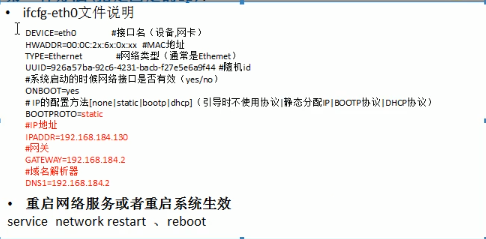 • ifcfg-eth0文件说明
DEVICE=eth0 #接口名（设备,网卡）
HWADDR=00:0C:2x:6x:0x:xx #MAC地址
TYPE=Ethernet #网络类型（通常是Ethemet）
UUID=926a57ba-92c6-4231-bacb-f27e5e6a9f44 #随机id
#系统启动的时候网络接口是否有效（yes/no）
ONBOOT=yes
# IP的配置方法[none|static|bootp|dhcp]（引导时不使用协议|静态分配IP|BOOTP协议|DHCP协议）
BOOTPROTO=static
#IP地址
IPADDR=192.168.184.130
#网关
GATEWAY=192.168.184.2
#域名解析器
DNS1=192.168.184.2
• 重启网络服务或者重启系统生效
service network restart 、reboot